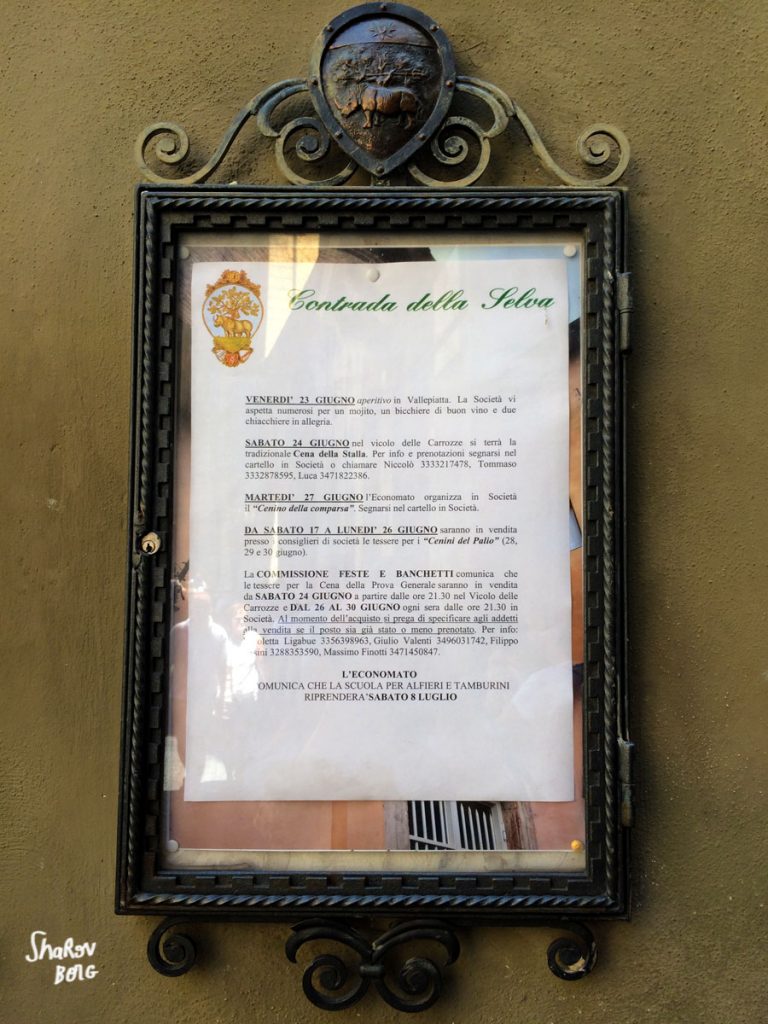 Contrada della Selva
VENERDI' 23 GIUGNO aperitivo in Vallepiatta. La Società vi
aspetta numerosi per un mojito, un bicchiere di buon vino e due
chiacchiere in allegria.
SABATO 24 GIUGNO nel vicolo delle Carrozze si terrà la
tradizionale Cena della Stalla. Per info e prenotazioni segnarsi nel
cartello in Società o chiamare Niccolò 3333217478, Tommaso
3332878595, Luca 3471822386.
MARTEDI' 27 GIUGNO l'Economato organizza in Società
il "Cenino della comparsa". Segnarsi nel cartello in Società.
DA SABATO 17 A LUNEDI' 26 GIUGNO saranno in vendita
presso i consiglieri di società le tessere per i "Cenini del Palio" (28,
29 e 30 giugno).
La COMMISSIONE FESTE E BANCHETTI comunica che
le tessere per la Cena della Prova Generale saranno in vendita
da SABATO 24 GIUGNO a partire dalle ore 21.30 nel Vicolo delle
Carrozze e DAL 26 AL 30 GIUGNO ogni sera dalle ore 21.30 in
Società. Al momento dell'acquisto si prega di specificare agli addetti
alla vendita se il posto sia già stato o meno prenotato. Per info:
Ligabue 3356398963, Giulio Valenti 3496031742, Filippo
3288353590, Massimo Finotti 3471450847.
L'ECONOMATO
COMUNICA CHE LA SCUOLA PER ALFIERI E TAMBURINI
RIPRENDERA' SABATO 8 LUGLIO
ShaRon
BORG